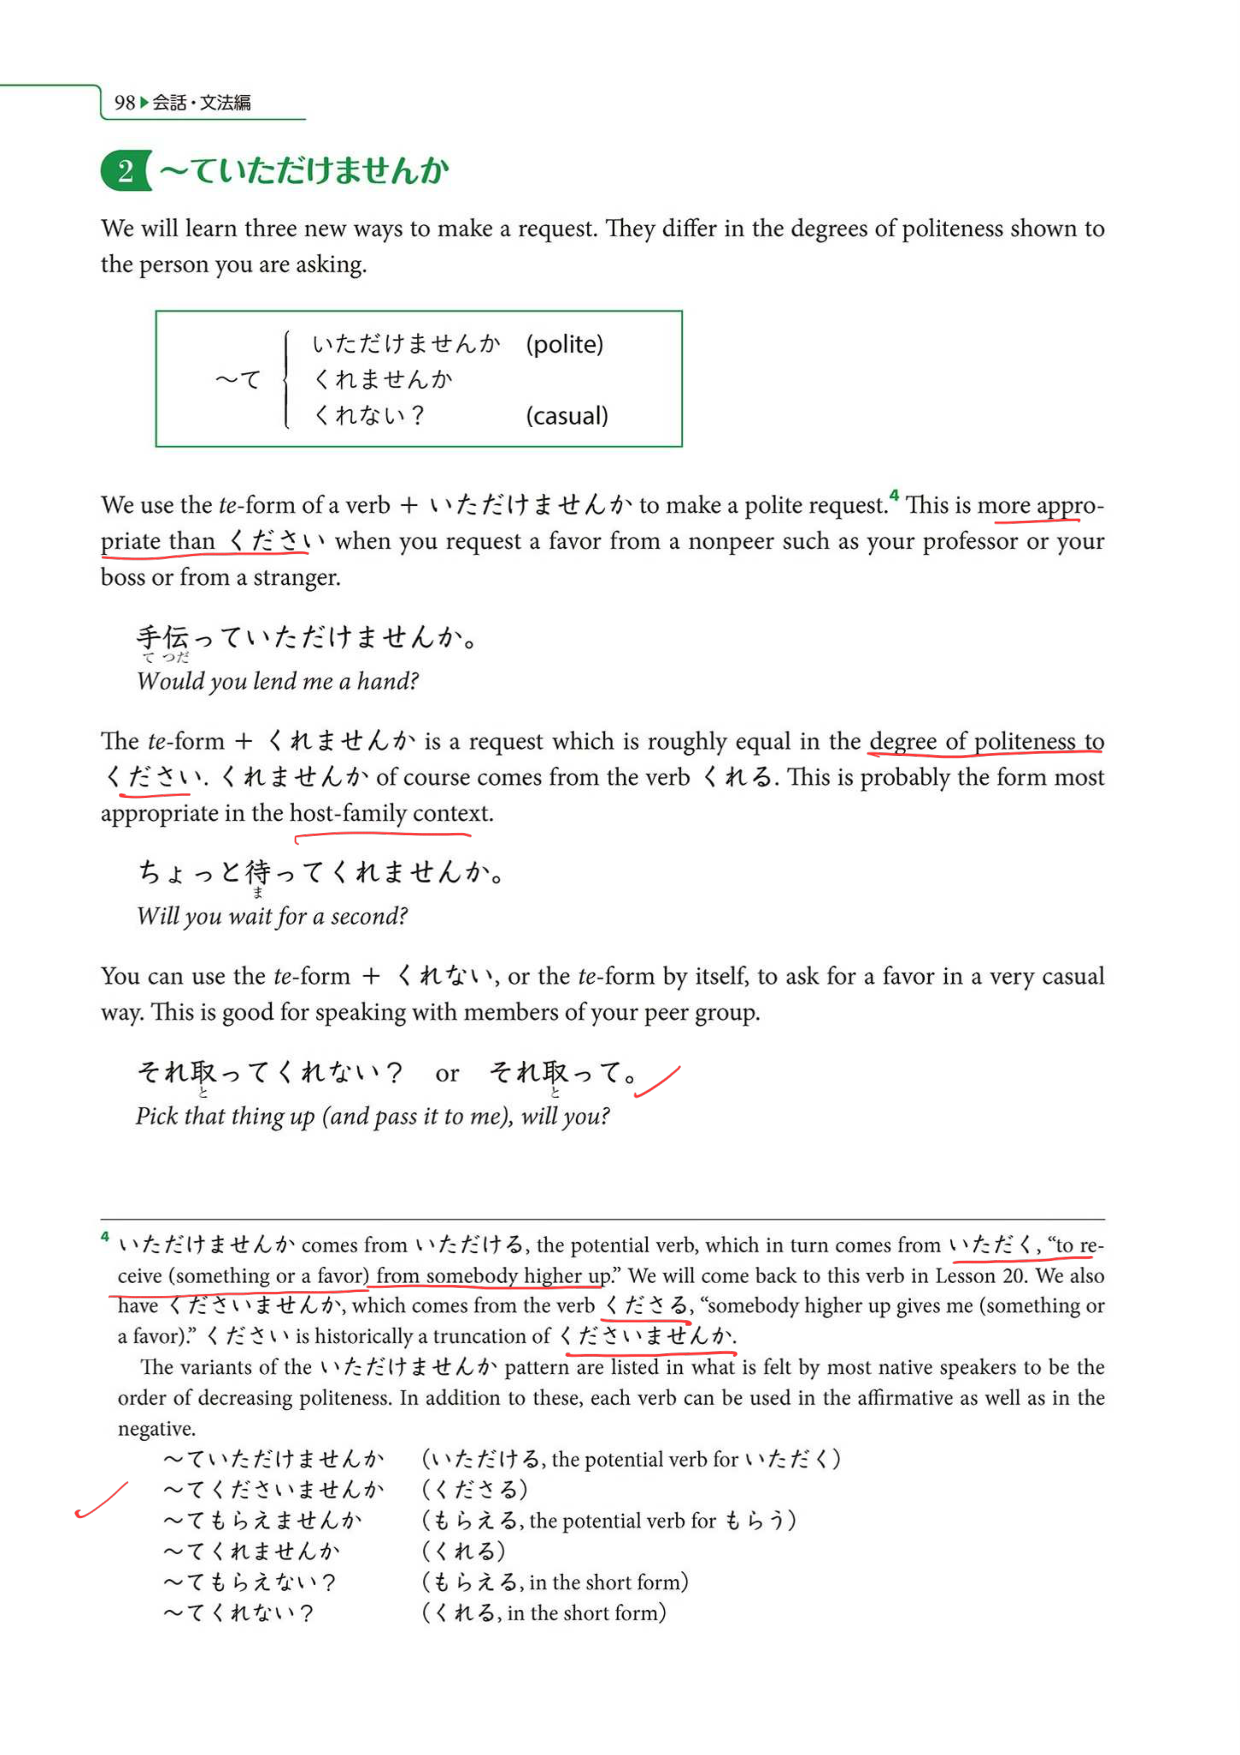 98▶会話・文法編
2 ～ていただけませんか
We will learn three new ways to make a request. They differ in the degrees of politeness shown to
the person you are asking.
～て
いただけませんか (polite)
くれませんか
くれない？ (casual)
We use the te-form of a verb + いただけませんか to make a polite request.4 This is more appro-
priate than ください when you request a favor from a nonpeer such as your professor or your
boss or from a stranger.
手伝っていただけませんか。
て つだ
Would you lend me a hand?
The te-form + くれませんか is a request which is roughly equal in the degree of politeness to
ください. くれませんか of course comes from the verb くれる. This is probably the form most
appropriate in the host-family context.
ちょっと待ってくれませんか。
ま
Will you wait for a second?
You can use the te-form + くれない, or the te-form by itself, to ask for a favor in a very casual
way. This is good for speaking with members of your peer group.
それ取ってくれない？ or それ取って。
と と
Pick that thing up (and pass it to me), will you?
4 いただけませんか comes from いただける, the potential verb, which in turn comes from いただく, “to re-
ceive (something or a favor) from somebody higher up.” We will come back to this verb in Lesson 20. We also
have くださいませんか, which comes from the verb くださる, “somebody higher up gives me (something or
a favor).” ください is historically a truncation of くださいませんか.
The variants of the いただけませんか pattern are listed in what is felt by most native speakers to be the
order of decreasing politeness. In addition to these, each verb can be used in the affirmative as well as in the
negative.
～ていただけませんか (いただける, the potential verb for いただく)
～てくださいませんか (くださる)
～てもらえませんか (もらえる, the potential verb for もらう)
～てくれませんか (くれる)
～てもらえない？ (もらえる, in the short form)
～てくれない？ (くれる, in the short form)